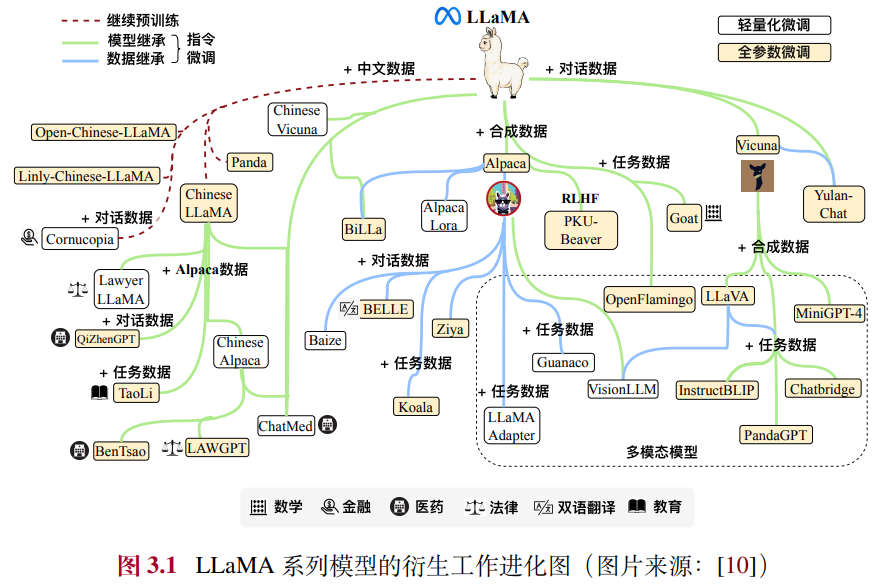 LLaMA
继续预训练
模型继承
数据继承
指令
微调
轻量化微调
全参数微调
+ 中文数据
+ 对话数据
Chinese
Vicuna
+ 合成数据
Open-Chinese-LLaMA
Panda
Alpaca
+ 任务数据
Vicuna
Linly-Chinese-LLaMA
Chinese
LLaMA
RLHF
Yulan-
Chat
+ 对话数据
Alpaca
Lora
PKU-
Beaver
Goat
BiLLa
Cornucopia
+ 合成数据
+ Alpaca数据
+ 对话数据
Lawyer
LLaMA
OpenFlamingo
LLaVA
MiniGPT-4
BELLE
+ 对话数据
QiZhenGPT
Ziya
+ 任务数据
+ 任务数据
Baize
Chinese
Alpaca
Guanaco
+ 任务数据
+ 任务数据
TaoLi
+ 任务数据
VisionLLM
InstructBLIP
Chatbridge
Koala
ChatMed
LLaMA
Adapter
PandaGPT
BenTsao
LAWGPT
多模态模型
数学
金融
医药
法律
双语翻译
教育
图 3.1 LLaMA 系列模型的衍生工作进化图（图片来源：[10]）